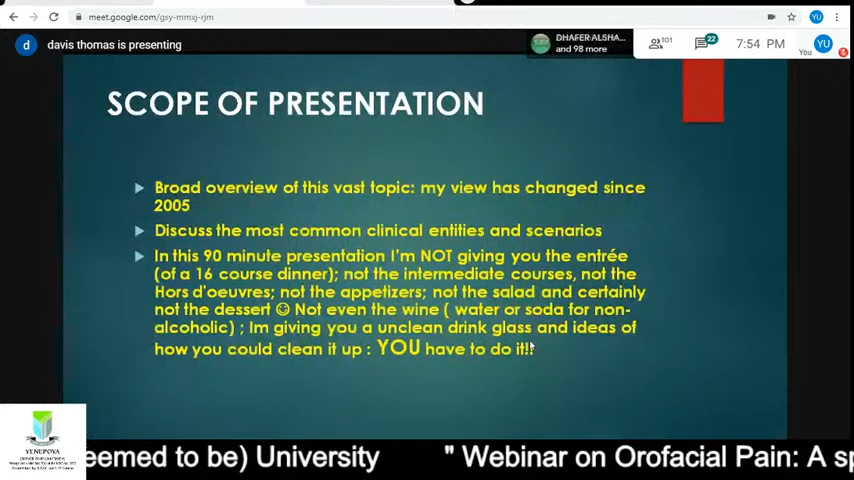 meet.google.com/gsy-mmxj-rjm
YU
d davis thomas is presenting
DHAFER ALSHA...
and 98 more
101
22
7:54 PM
YU
You
SCOPE OF PRESENTATION
Broad overview of this vast topic: my view has changed since
2005
Discuss the most common clinical entities and scenarios
In this 90 minute presentation I'm NOT giving you the entrée
(of a 16 course dinner); not the intermediate courses, not the
Hors d'oeuvres; not the appetizers; not the salad and certainly
not the dessert ☺ Not even the wine ( water or soda for non-
alcoholic) ; Im giving you a unclean drink glass and ideas of
how you could clean it up : YOU have to do it!!
YENEPOYA
eemed to be) University " Webinar on Orofacial Pain: A sp